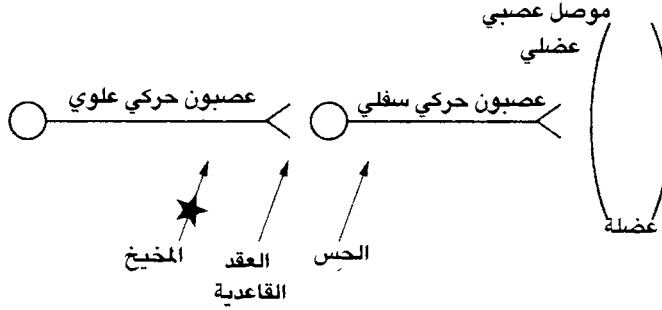 موصل عصبي
عضلي
عصبون حركي علوي
عصبون حركي سفلي
عضلة
الحِس
العقد
القاعدية
المخيخ